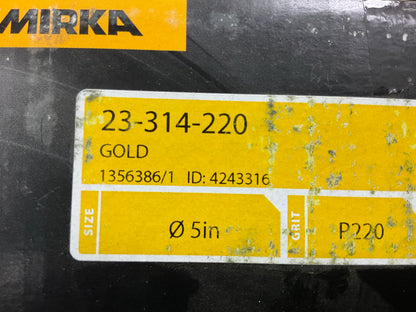 MIRKA
23-314-220
GOLD
1356386/1 ID: 4243316
SIZE
Ø 5in
GRIT
P220